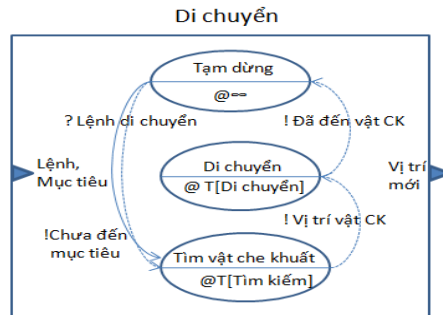 Di chuyển
Tạm dừng
@∞
? Lệnh di chuyển
! Đã đến vật CK
Lệnh,
Mục tiêu
Di chuyển
@ T[Di chuyển]
Vị trí
mới
! Vị trí vật CK
!Chưa đến
mục tiêu
Tìm vật che khuất
@T[Tìm kiếm]